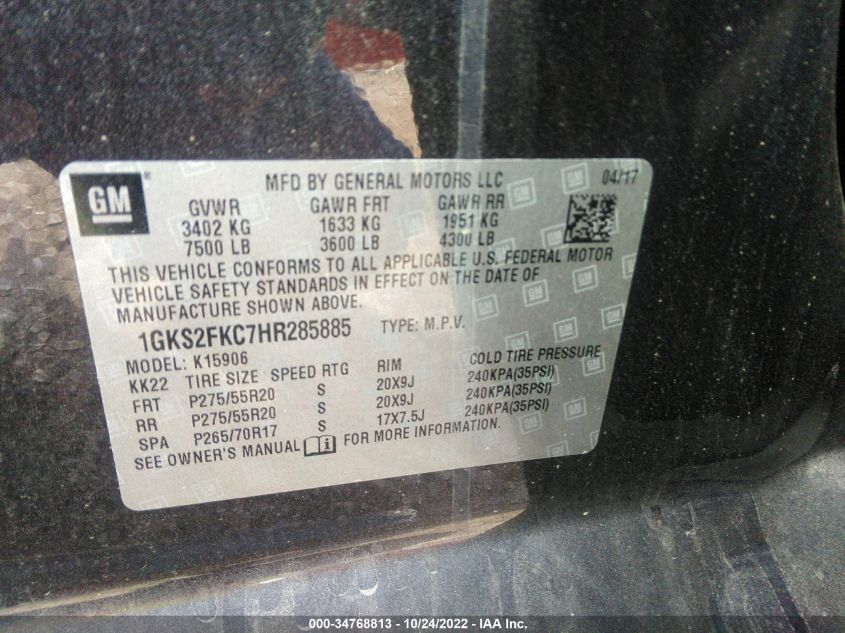 GM ® MFD BY GENERAL MOTORS LLC 04/17
GVWR GAWR FRT GAWR RR
3402 KG 1633 KG 1951 KG
7500 LB 3600 LB 4300 LB
THIS VEHICLE CONFORMS TO ALL APPLICABLE U.S. FEDERAL MOTOR
VEHICLE SAFETY STANDARDS IN EFFECT ON THE DATE OF
MANUFACTURE SHOWN ABOVE.
1GKS2FKC7HR285885 TYPE: M.P.V.
MODEL: K15906
KK22 TIRE SIZE SPEED RTG RIM COLD TIRE PRESSURE
FRT P275/55R20 S 20X9J 240KPA(35PSI)
RR P275/55R20 S 20X9J 240KPA(35PSI)
SPA P265/70R17 S 17X7.5J 240KPA(35PSI)
SEE OWNER'S MANUAL FOR MORE INFORMATION.
000-34768813 - 10/24/2022 - IAA Inc.